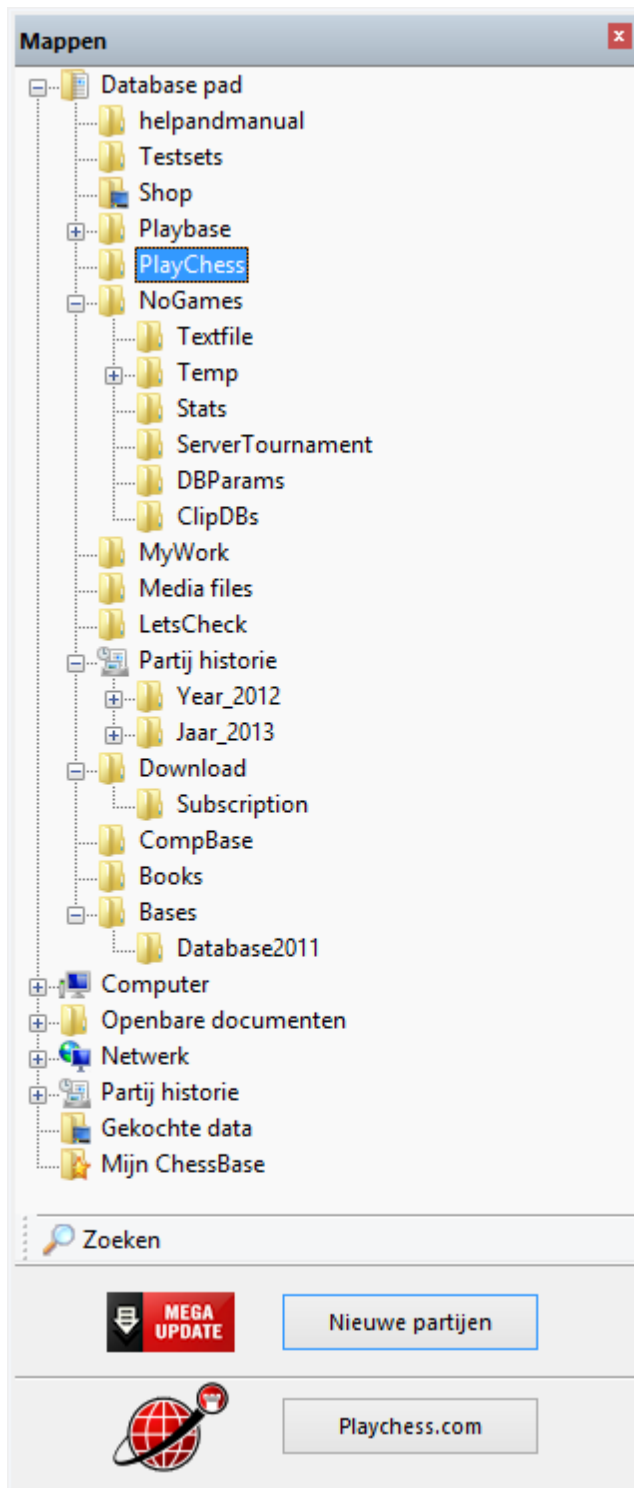 Mappen
Database pad
helpandmanual
Testsets
Shop
Playbase
PlayChess
NoGames
Textfile
Temp
Stats
ServerTournament
DBParams
ClipDBs
MyWork
Media files
LetsCheck
Partij historie
Year_2012
Jaar_2013
Download
Subscription
CompBase
Books
Bases
Database2011
Computer
Openbare documenten
Netwerk
Partij historie
Gekochte data
Mijn ChessBase
Zoeken
MEGA
UPDATE
Nieuwe partijen
Playchess.com